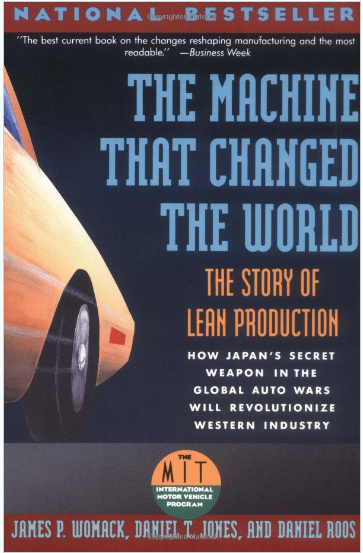 NATIONAL BESTSELLER
"The best current book on the changes reshaping manufacturing and the most
readable." —Business Week
THE MACHINE
THAT CHANGED
THE WORLD
THE STORY OF
LEAN PRODUCTION
HOW JAPAN'S SECRET
WEAPON IN THE
GLOBAL AUTO WARS
WILL REVOLUTIONIZE
WESTERN INDUSTRY
THE
MIT
INTERNATIONAL
MOTOR VEHICLE
PROGRAM
JAMES P. WOMACK, DANIEL T. JONES, AND DANIEL ROOS